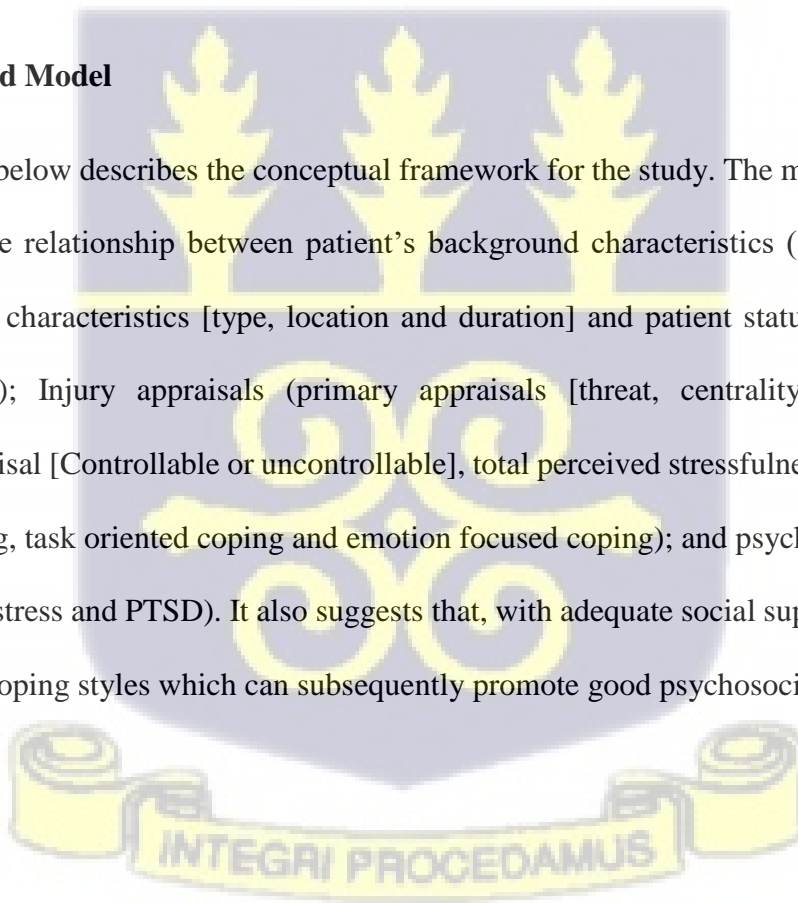 d Model
below describes the conceptual framework for the study. The m
e relationship between patient’s background characteristics (
characteristics [type, location and duration] and patient statu
); Injury appraisals (primary appraisals [threat, centrality
isal [Controllable or uncontrollable], total perceived stressfulne
g, task oriented coping and emotion focused coping); and psych
stress and PTSD). It also suggests that, with adequate social sup
oping styles which can subsequently promote good psychosoci
INTEGRI PROCEDAMUS